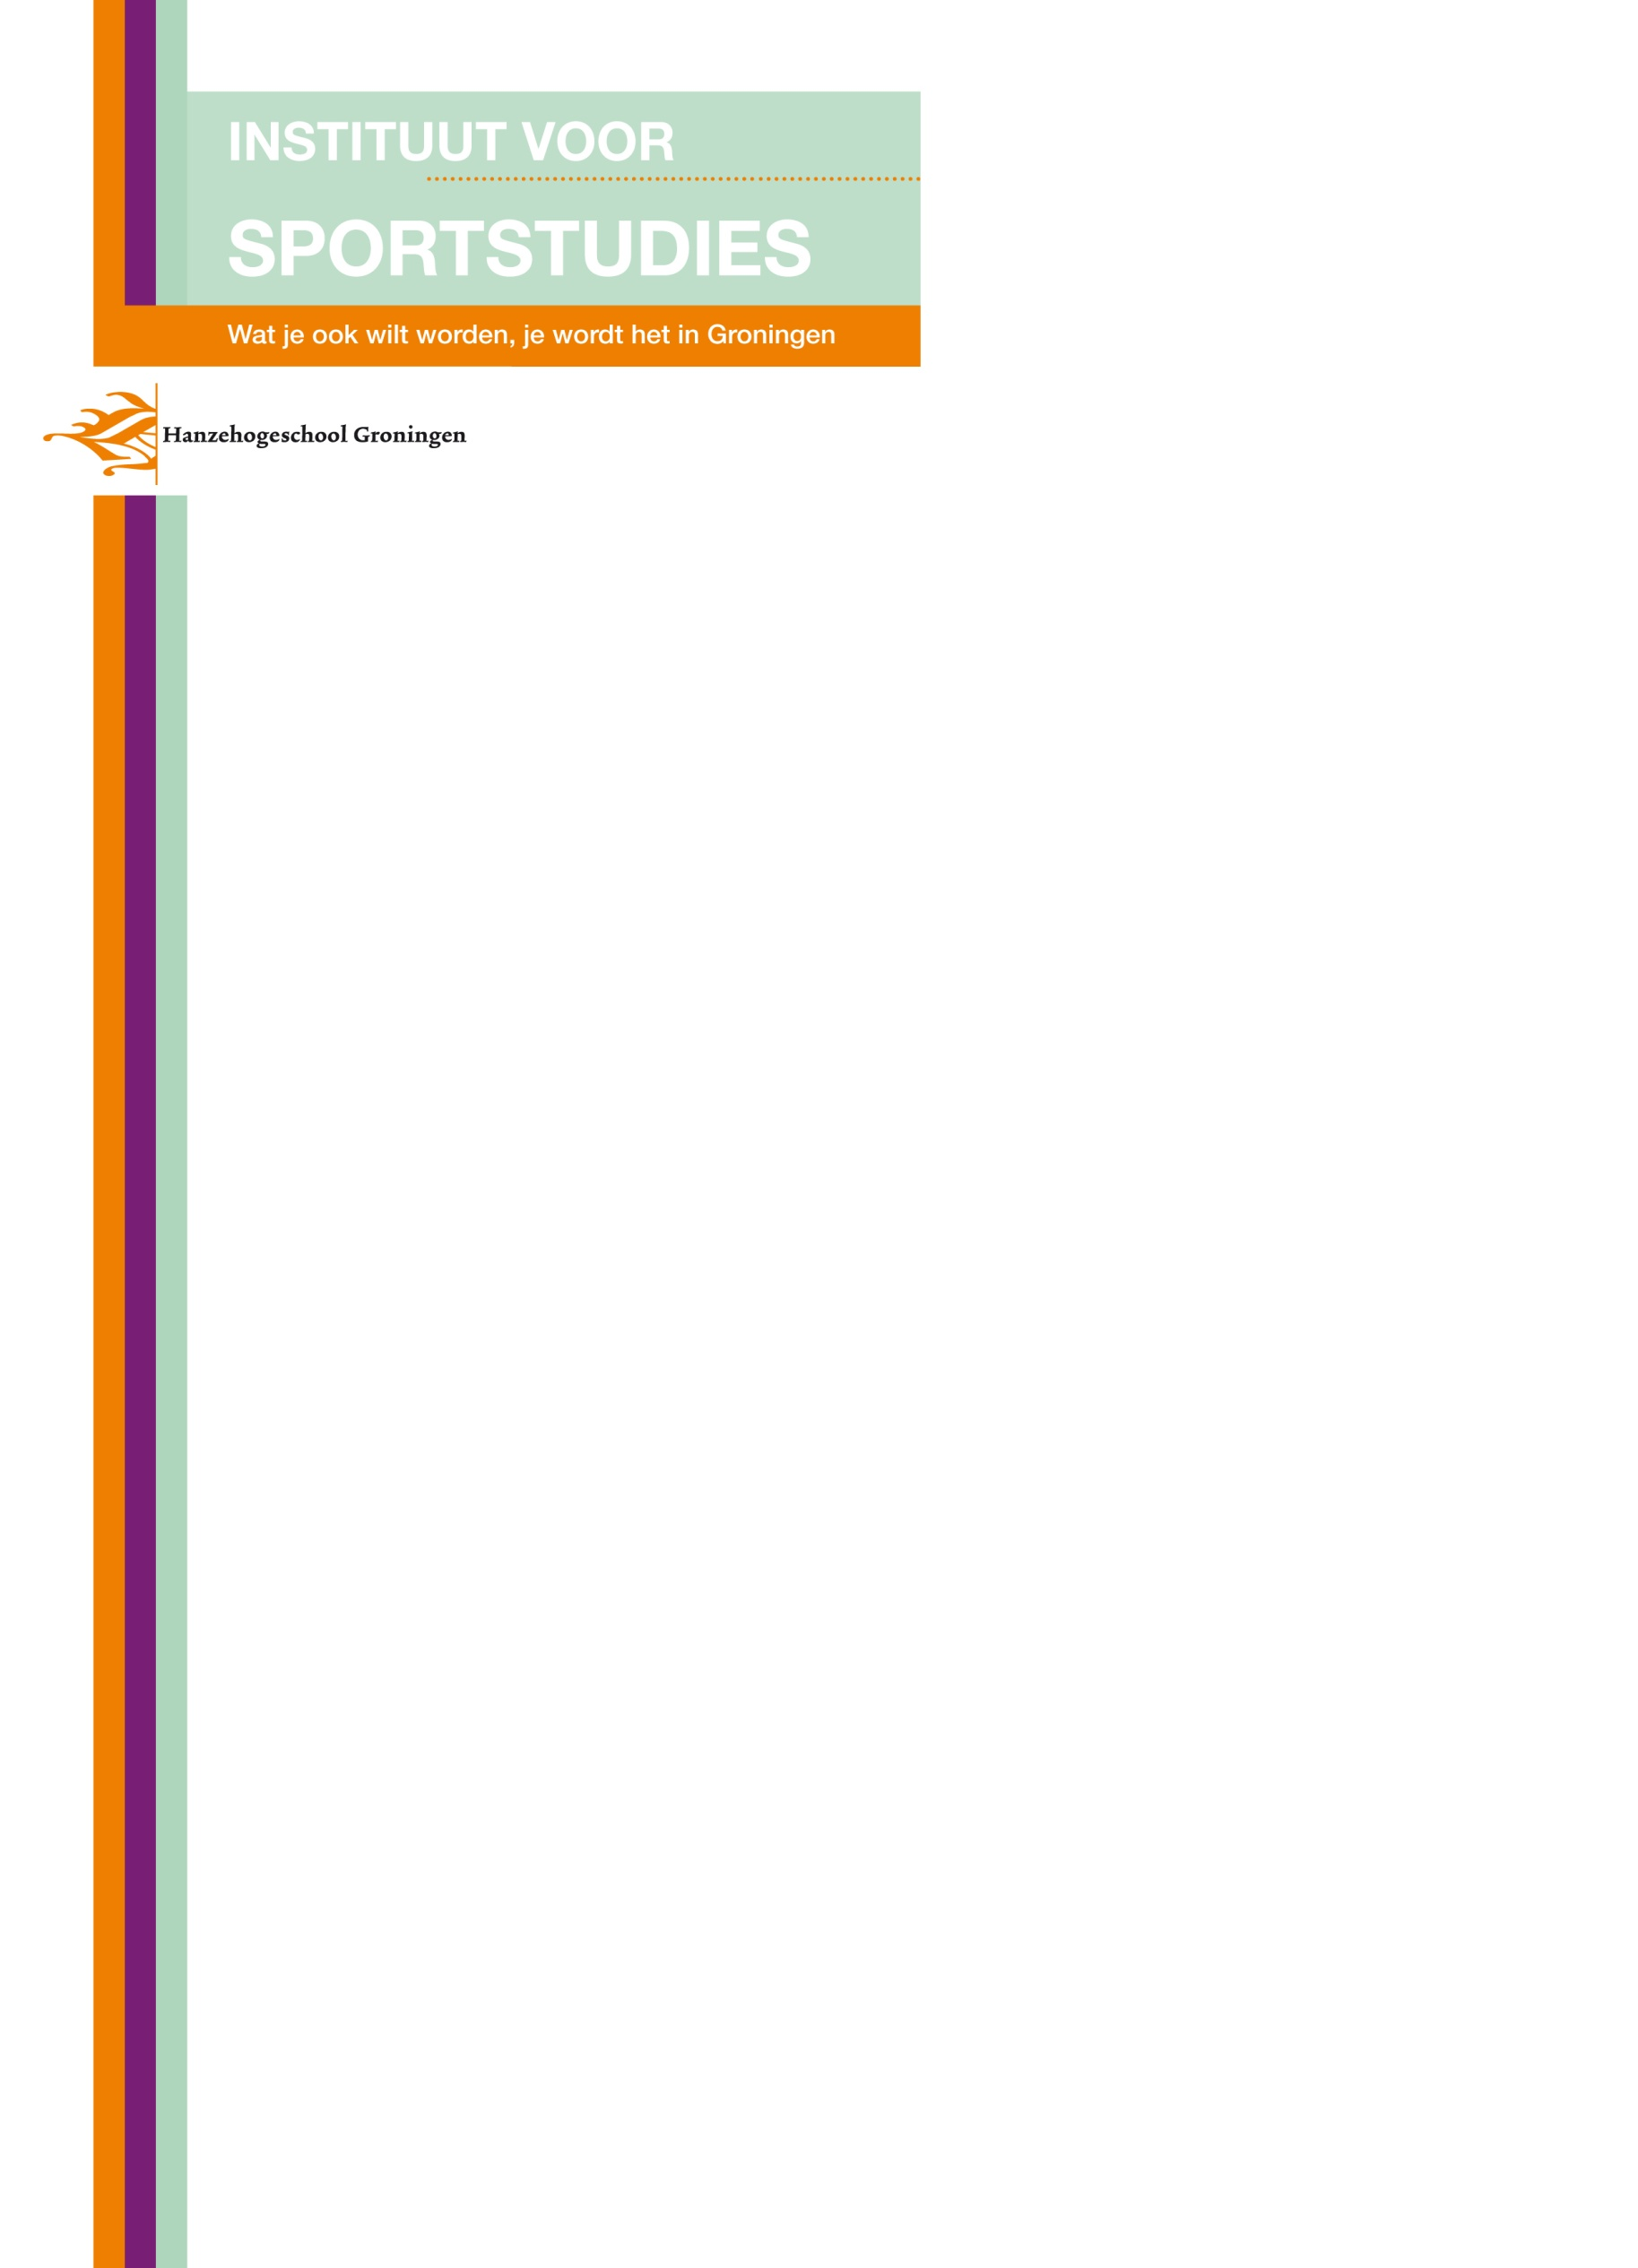 INSTITUUT VOOR
SPORTSTUDIES
Wat je ook wilt worden, je wordt het in Groningen
Hanzehogeschool Groningen